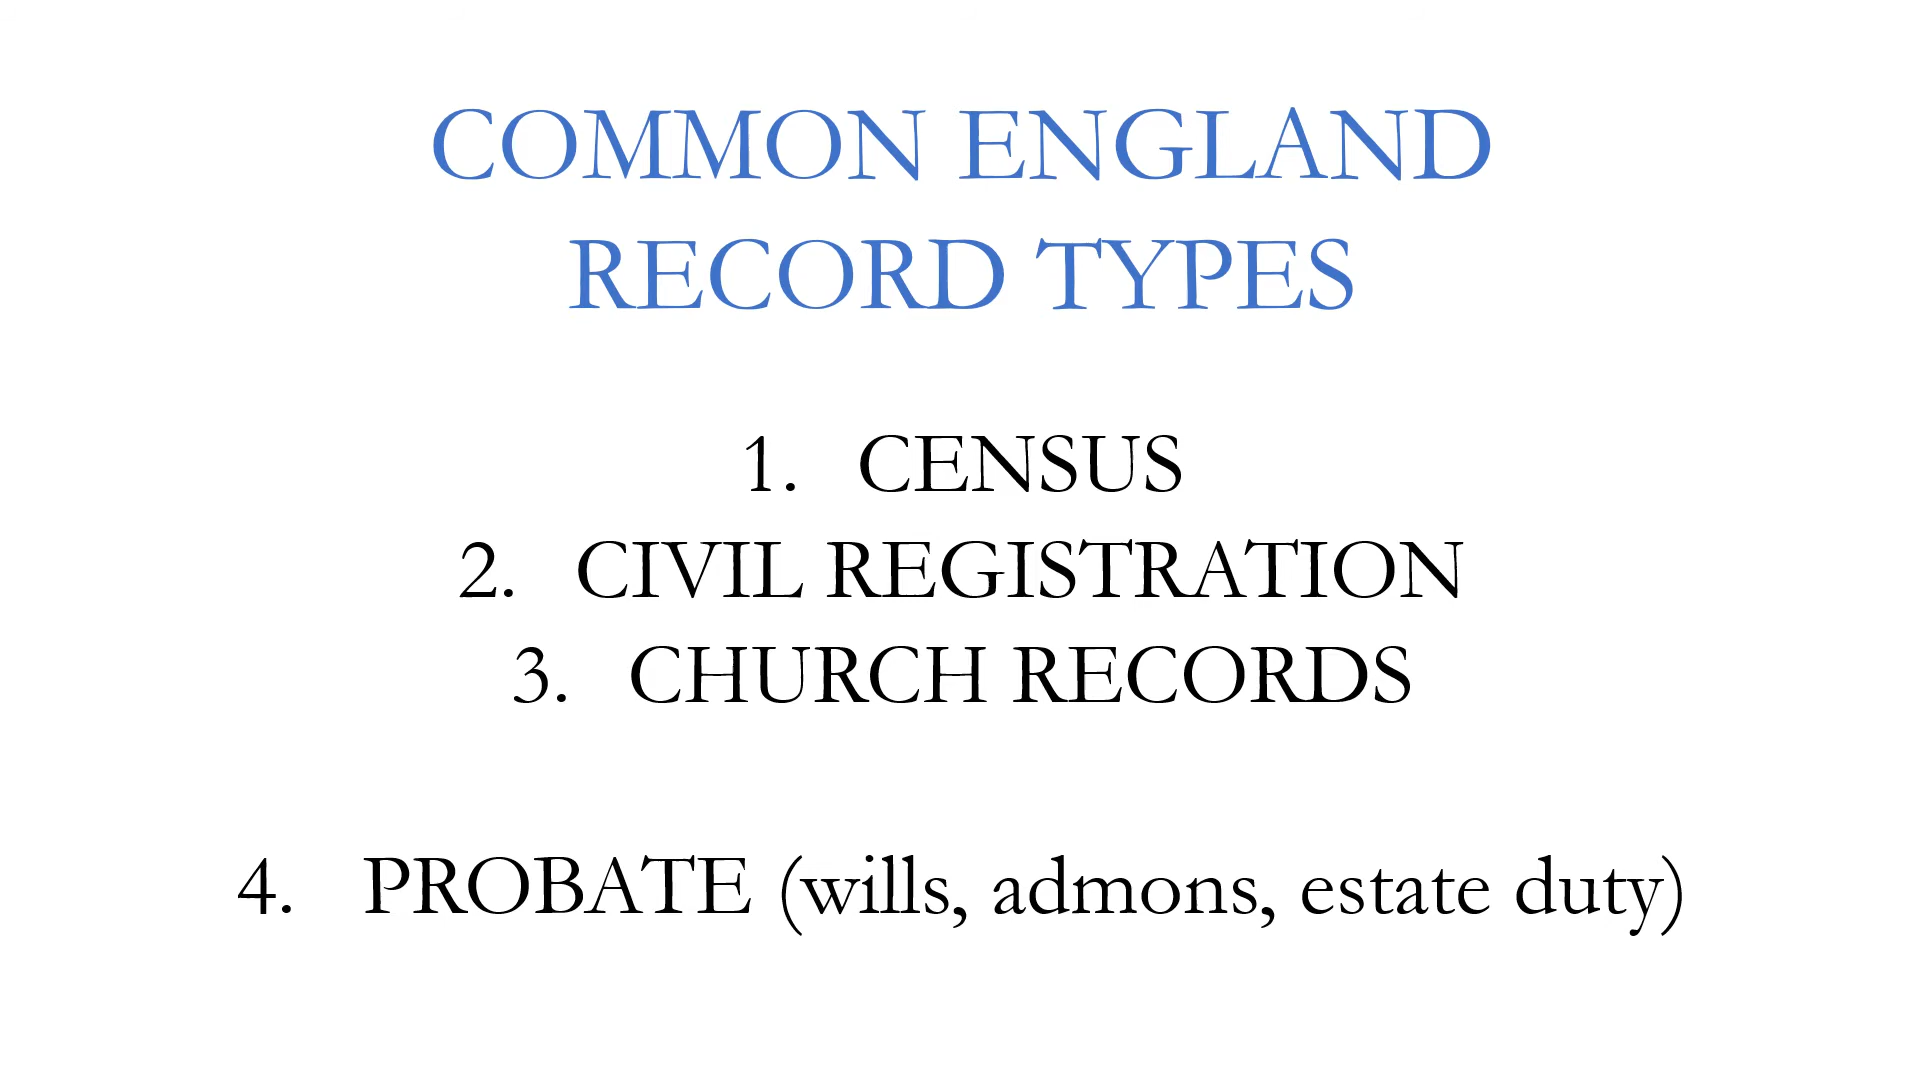 COMMON ENGLAND
RECORD TYPES
1. CENSUS
2. CIVIL REGISTRATION
3. CHURCH RECORDS
4. PROBATE (wills, admons, estate duty)